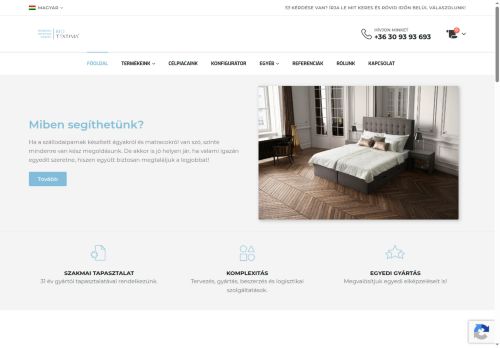 MAGYAR
KÉRDÉSE VAN? ÍRJA LE MIT KERES ÉS RÖVID IDŐN BELÜL VÁLASZOLUNK!
HÍVJON MINKET
+36 30 93 93 693
FŐOLDAL TERMÉKEINK CÉLPIACAINK KONFIGURÁTOR EGYÉB REFERENCIÁK RÓLUNK KAPCSOLAT
Miben segíthetünk?
Ha a szállodaiparnak készített ágyakról és matracokról van szó, szinte
mindenre van kész megoldásunk. De akkor is jó helyen jár, ha valami igazán
egyedit szeretne, hiszen együtt biztosan megtaláljuk a legjobbat!
Tovább
SZAKMAI TAPASZTALAT
31 év gyártói tapasztalatával rendelkezünk.
KOMPLEXITÁS
Tervezés, gyártás, beszerzés és logisztikai
szolgáltatások.
EGYEDI GYÁRTÁS
Megvalósítjuk egyedi elképzeléseit is!